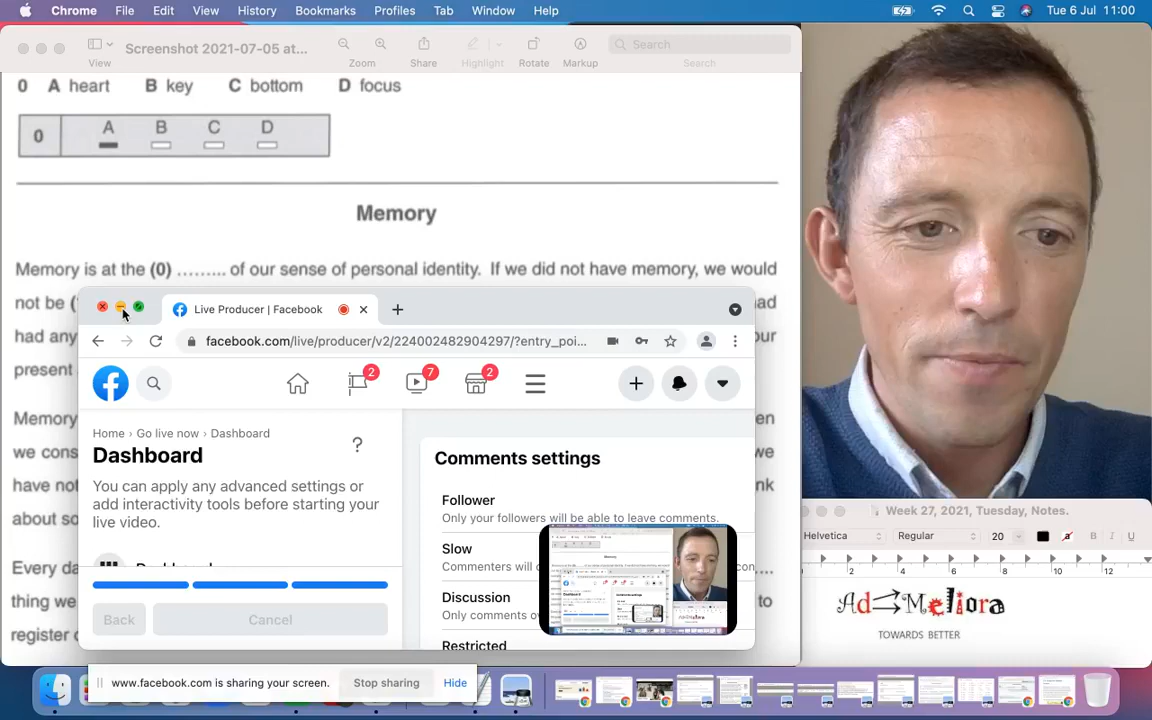 Chrome File Edit View History Bookmarks Profiles Tab Window Help Tue 6 Jul 11:00
Screenshot 2021-07-05 at...
Search
View Zoom Share Highlight Rotate Markup Search
0 A heart B key C bottom D focus
0 A B C D
Memory
Memory is at the (0) ......... of our sense of personal identity. If we did not have memory, we would
not be
had any
present
Memory
we cons
have not
about so
Every da
thing we
register
Live Producer | Facebook
facebook.com/live/producer/v2/224002482904297/?entry_poi...
2 7 2
Home › Go live now › Dashboard
?
Dashboard
You can apply any advanced settings or
add interactivity tools before starting your
live video.
Back Cancel
Comments settings
Follower
Only your followers will be able to leave comments.
Slow
Commenters will
Discussion
Only comments
Restricted
www.facebook.com is sharing your screen. Stop sharing Hide
Week 27, 2021, Tuesday, Notes.
Helvetica Regular 20 a B I U
2 4 6 8 10 12
Ad Meliora
TOWARDS BETTER